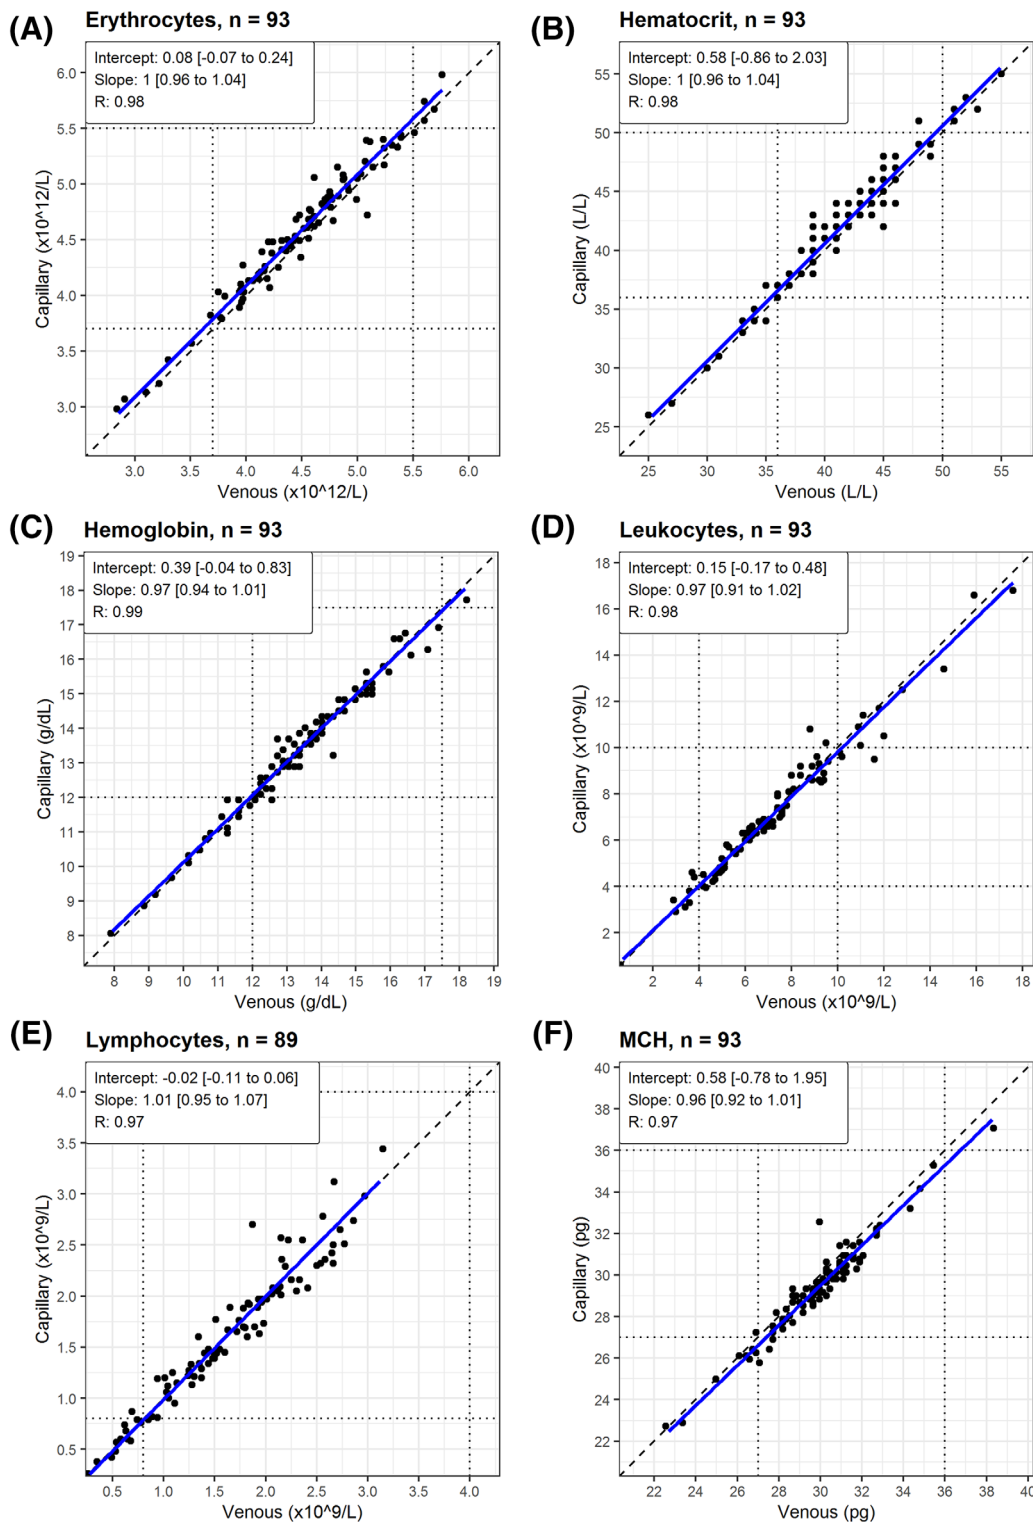 (A) Erythrocytes, n = 93
Intercept: 0.08 [-0.07 to 0.24]
Slope: 1 [0.96 to 1.04]
R: 0.98
6.0
5.5
5.0
4.5
4.0
3.5
3.0
Capillary (x10^12/L)
3.0 3.5 4.0 4.5 5.0 5.5 6.0
Venous (x10^12/L)
(B) Hematocrit, n = 93
Intercept: 0.58 [-0.86 to 2.03]
Slope: 1 [0.96 to 1.04]
R: 0.98
55
50
45
40
35
30
25
Capillary (L/L)
25 30 35 40 45 50 55
Venous (L/L)
(C) Hemoglobin, n = 93
Intercept: 0.39 [-0.04 to 0.83]
Slope: 0.97 [0.94 to 1.01]
R: 0.99
19
18
17
16
15
14
13
12
11
10
9
8
Capillary (g/dL)
8 9 10 11 12 13 14 15 16 17 18 19
Venous (g/dL)
(D) Leukocytes, n = 93
Intercept: 0.15 [-0.17 to 0.48]
Slope: 0.97 [0.91 to 1.02]
R: 0.98
18
16
14
12
10
8
6
4
2
Capillary (x10^9/L)
2 4 6 8 10 12 14 16 18
Venous (x10^9/L)
(E) Lymphocytes, n = 89
Intercept: -0.02 [-0.11 to 0.06]
Slope: 1.01 [0.95 to 1.07]
R: 0.97
4.0
3.5
3.0
2.5
2.0
1.5
1.0
0.5
Capillary (x10^9/L)
0.5 1.0 1.5 2.0 2.5 3.0 3.5 4.0
Venous (x10^9/L)
(F) MCH, n = 93
Intercept: 0.58 [-0.78 to 1.95]
Slope: 0.96 [0.92 to 1.01]
R: 0.97
40
38
36
34
32
30
28
26
24
22
Capillary (pg)
22 24 26 28 30 32 34 36 38 40
Venous (pg)